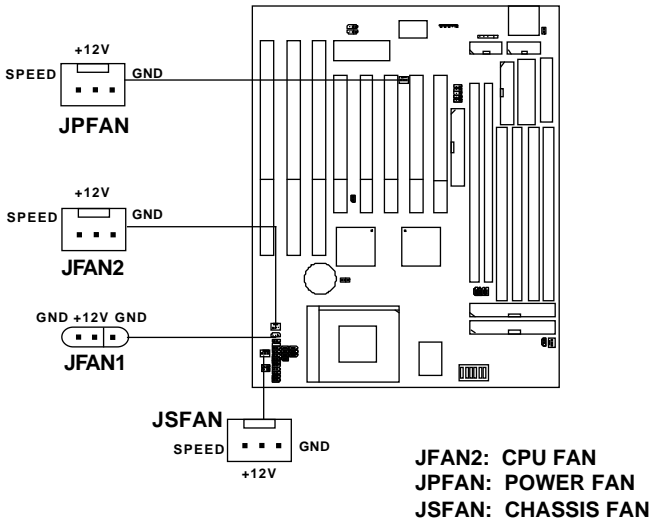 +12V
SPEED GND
JPFAN
+12V
SPEED GND
JFAN2
GND +12V GND
JFAN1
JSFAN
SPEED GND
+12V
JFAN2: CPU FAN
JPFAN: POWER FAN
JSFAN: CHASSIS FAN